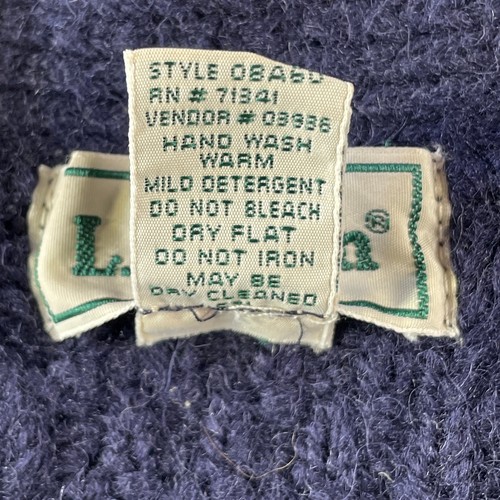 STYLE 08A60
RN # 71341
VENDOR # 03936
HAND WASH
WARM
MILD DETERGENT
DO NOT BLEACH
DRY FLAT
DO NOT IRON
MAY BE
DRY CLEANED
L. n®